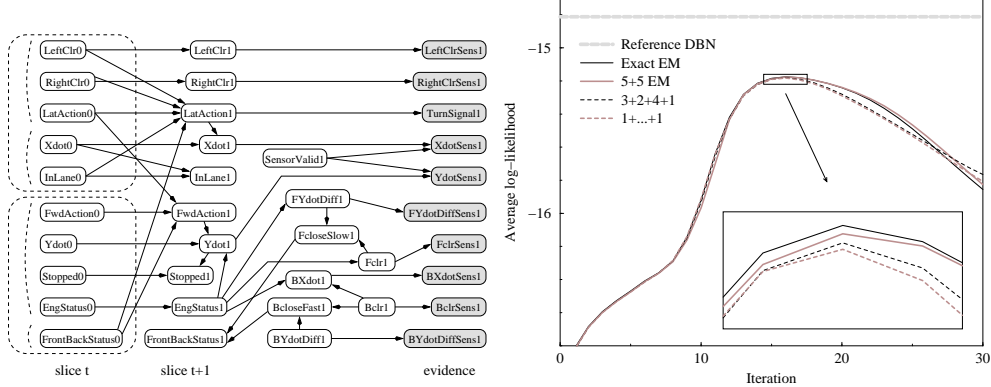 LeftClr0 LeftClr1 LeftClrSens1
RightClr0 RightClr1 RightClrSens1
LatAction0 LatAction1 TurnSignal1
Xdot0 Xdot1 XdotSens1
SensorValid1
InLane0 InLane1 YdotSens1
FYdotDiff1
FwdAction0 FwdAction1 FYdotDiffSens1
FcloseSlow1
Ydot0 Ydot1 FclrSens1
Fclr1
Stopped0 Stopped1 BXdot1 BXdotSens1
EngStatus0 EngStatus1 BcloseFast1 Bclr1 BclrSens1
FrontBackStatus0 FrontBackStatus1 BYdotDiff1 BYdotDiffSens1
slice t slice t+1 evidence
Average log–likelihood
−15
−16
Reference DBN
Exact EM
5+5 EM
3+2+4+1
1+...+1
0 10 20 30
Iteration